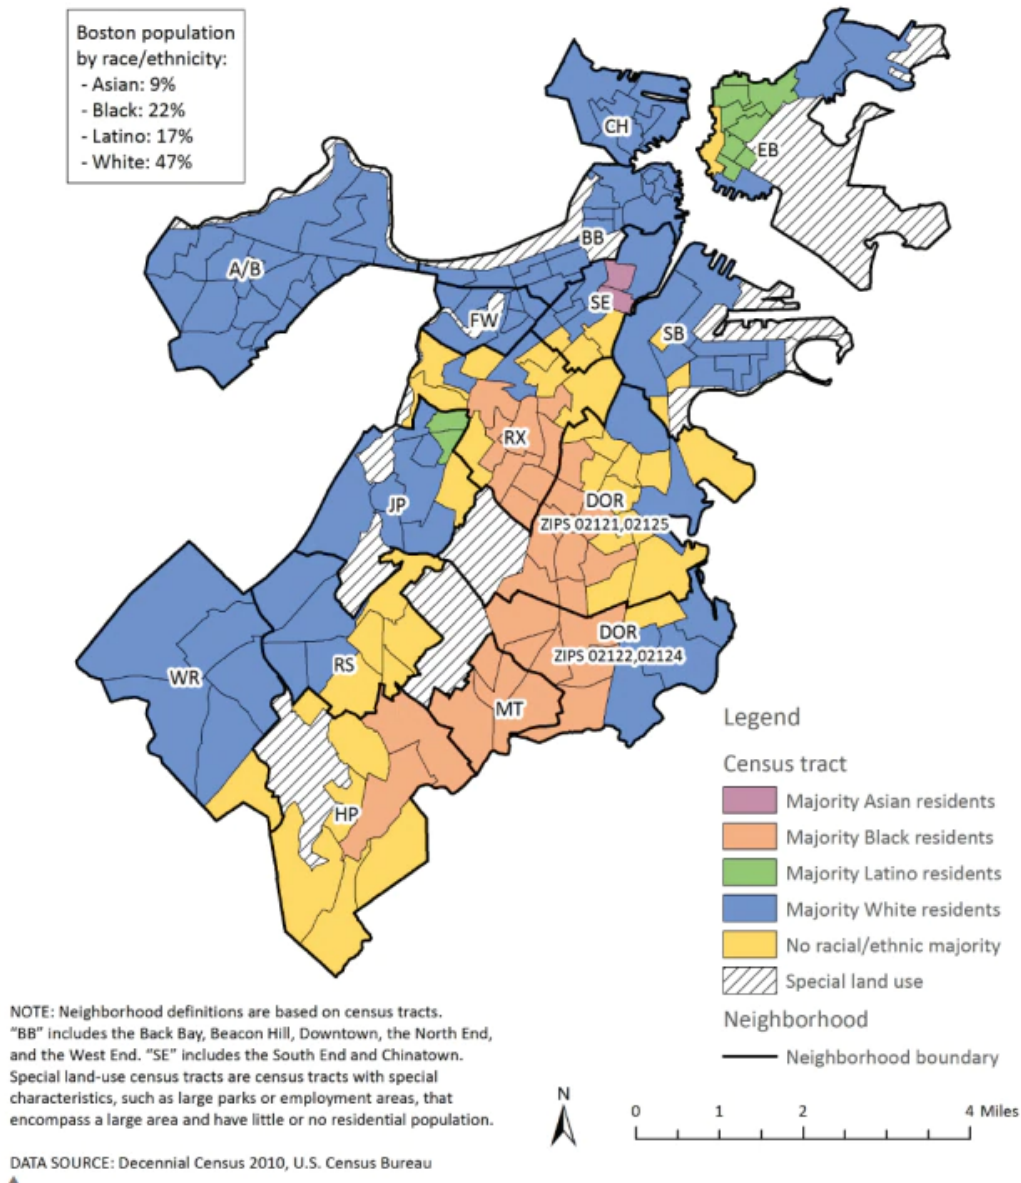 Boston population
by race/ethnicity:
- Asian: 9%
- Black: 22%
- Latino: 17%
- White: 47%
CH
EB
BB
A/B
SE
FW
SB
RX
JP
DOR
ZIPS 02121,02125
DOR
ZIPS 02122,02124
RS
WR
MT
HP
Legend
Census tract
Majority Asian residents
Majority Black residents
Majority Latino residents
Majority White residents
No racial/ethnic majority
Special land use
Neighborhood
Neighborhood boundary
NOTE: Neighborhood definitions are based on census tracts.
"BB" includes the Back Bay, Beacon Hill, Downtown, the North End,
and the West End. "SE" includes the South End and Chinatown.
Special land-use census tracts are census tracts with special
characteristics, such as large parks or employment areas, that
encompass a large area and have little or no residential population.
N
0 1 2 4 Miles
DATA SOURCE: Decennial Census 2010, U.S. Census Bureau